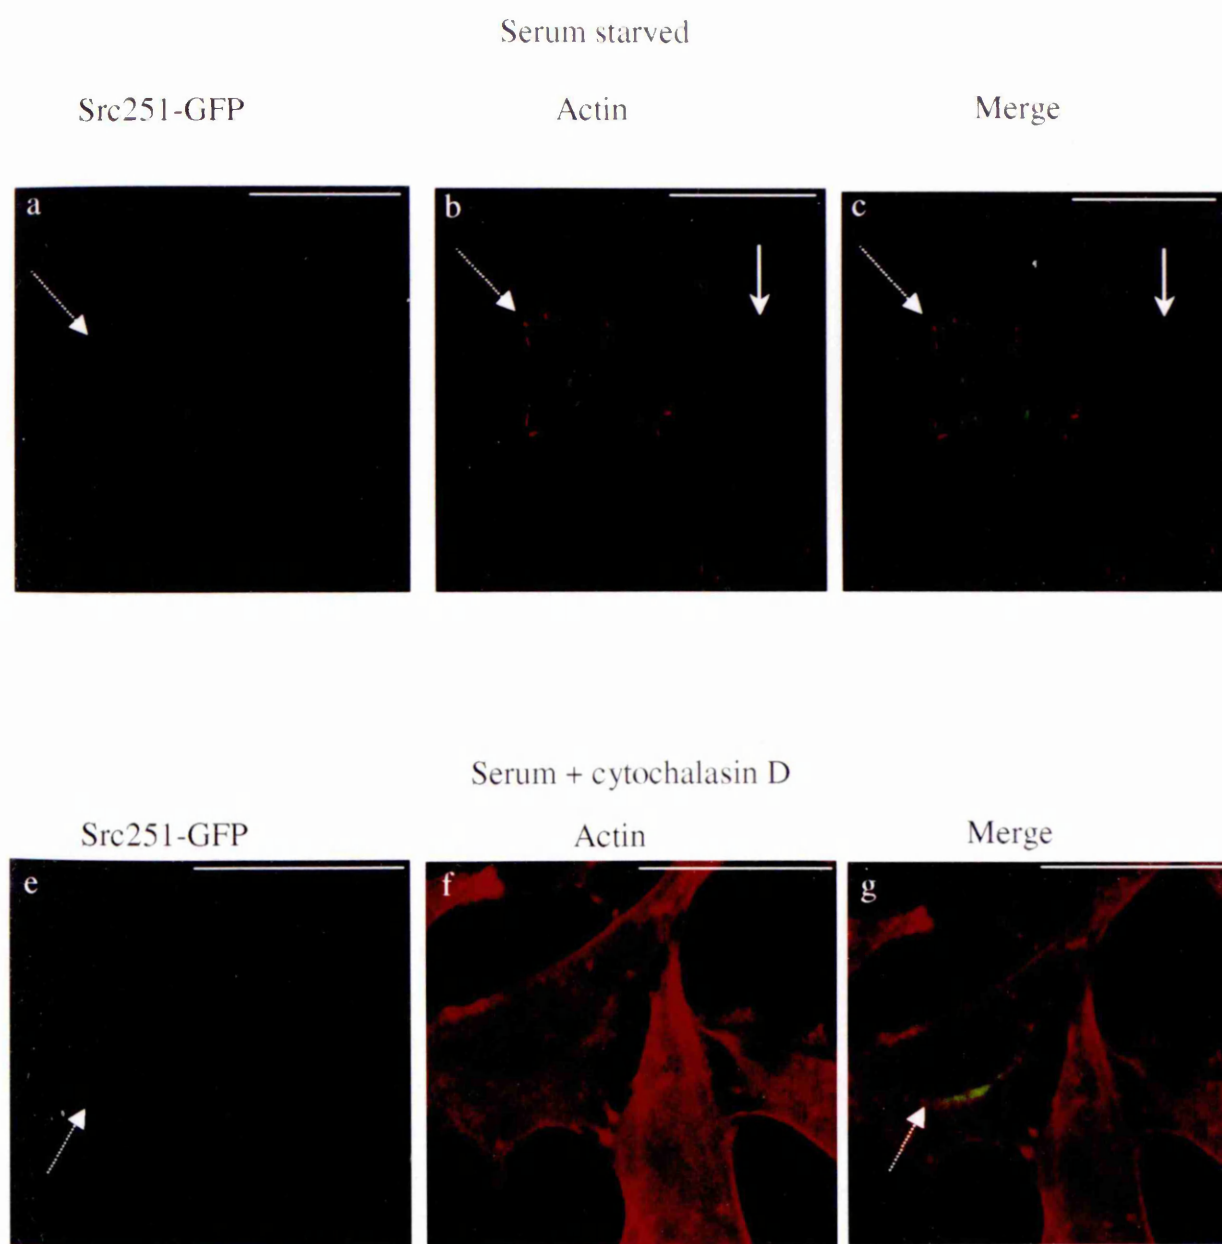 Serum starved
Src251-GFP Actin Merge
a b c
Serum + cytochalasin D
Src251-GFP Actin Merge
e f g